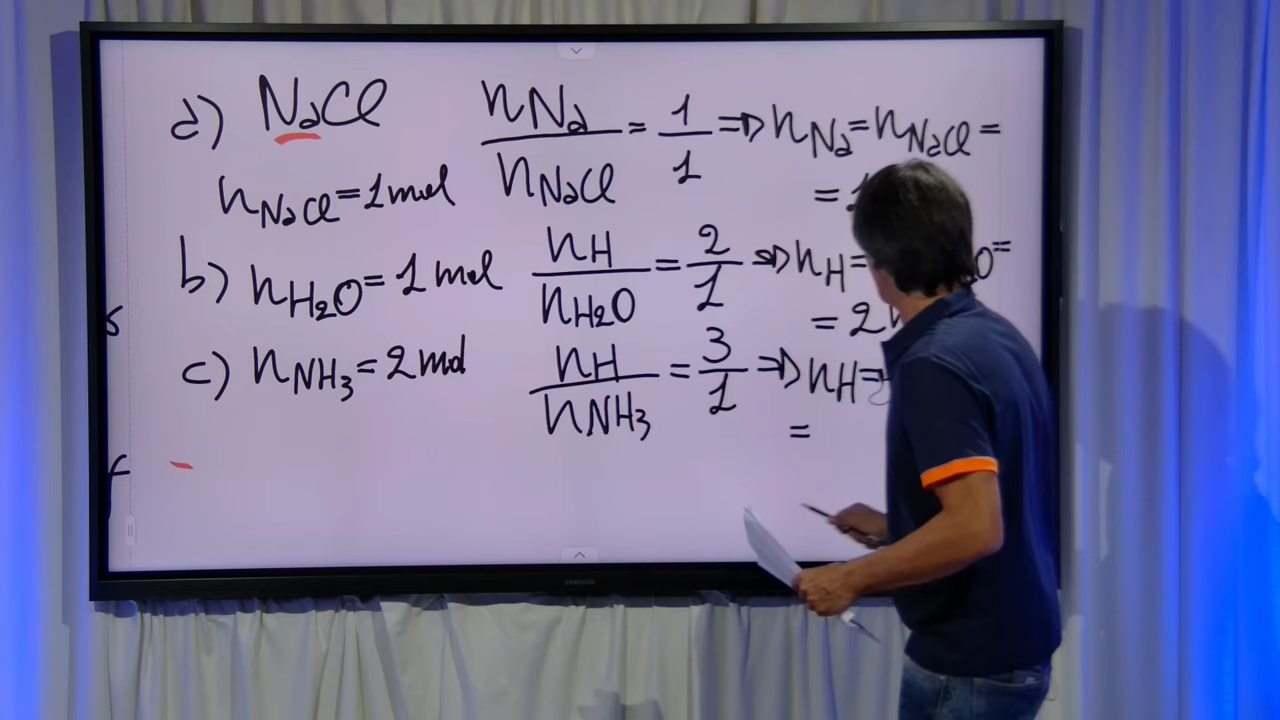 a) NaCl nNa/nNaCl = 1/1 => nNa = nNaCl =
nNaCl = 1 mol =
b) nH2O = 1 mol nH/nH2O = 2/1 => nH = O =
= 2
c) nNH3 = 2 mol nH/nNH3 = 3/1 => nH =
=
SAMSUNG